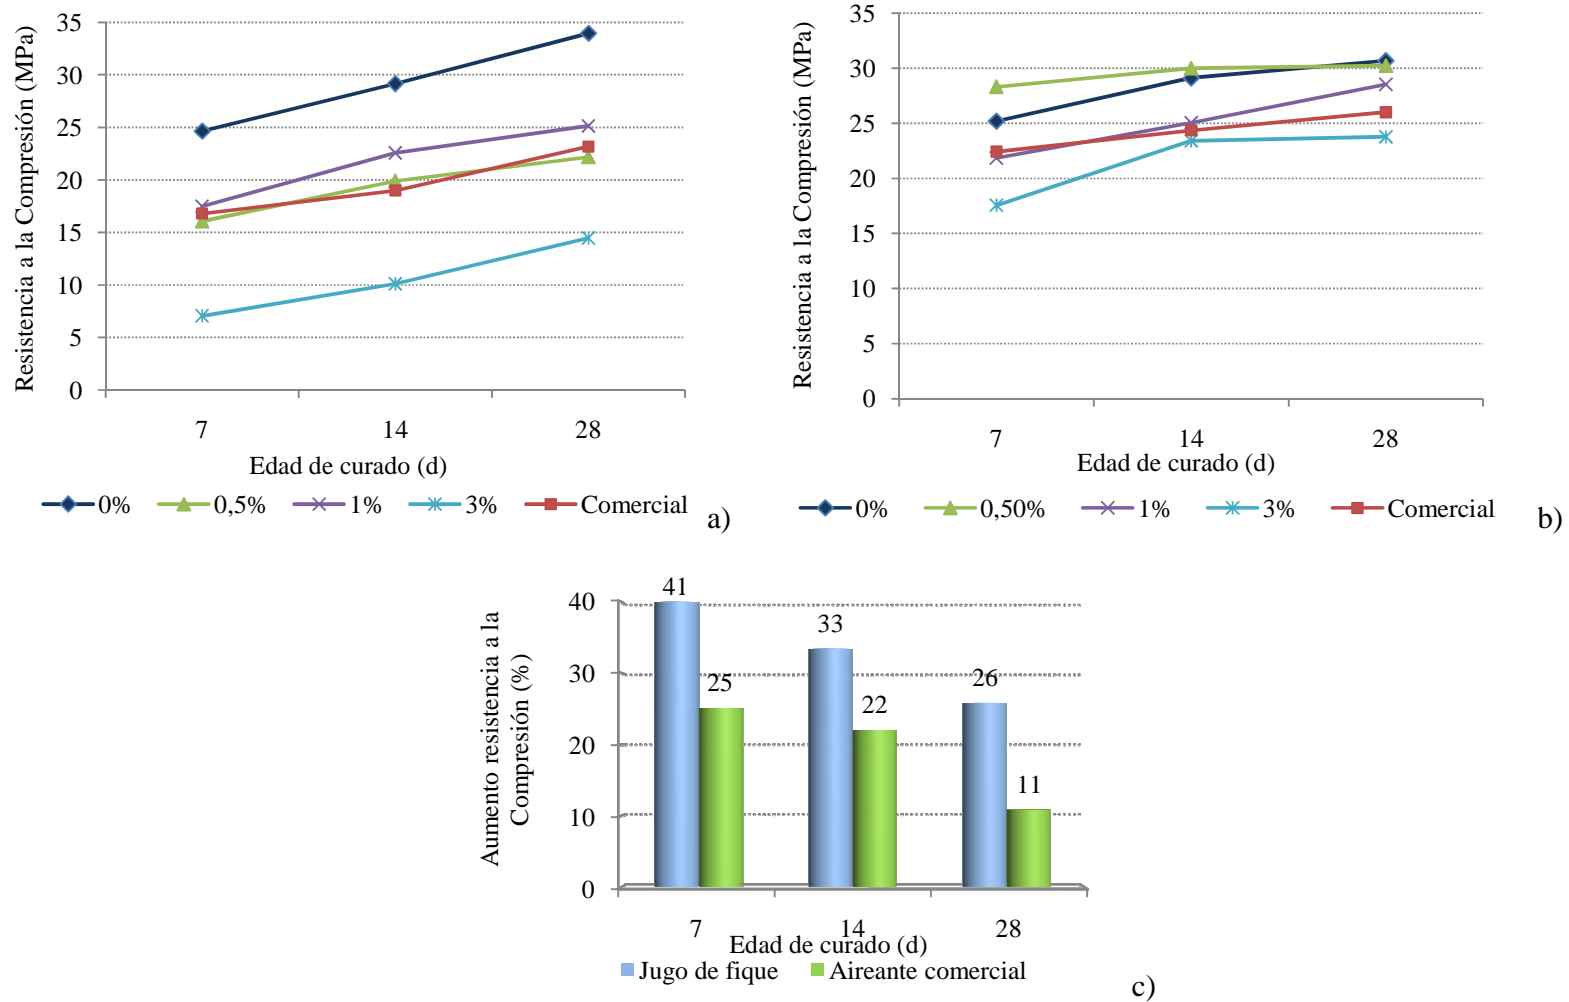 Resistencia a la Compresión (MPa)
35
30
25
20
15
10
5
0
7 14 28
Edad de curado (d)
0% 0,5% 1% 3% Comercial
a)
Resistencia a la Compresión (MPa)
35
30
25
20
15
10
5
0
7 14 28
Edad de curado (d)
0% 0,50% 1% 3% Comercial
b)
Aumento resistencia a la
Compresión (%)
40
30
20
10
0
41
25
33
22
26
11
7 14 28
Edad de curado (d)
Jugo de fique Aireante comercial
c)